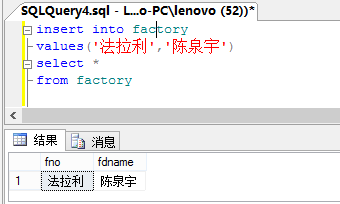 SQLQuery4.sql - L...o-PC\lenovo (52))*
insert into factory
values('法拉利','陈泉宇')
select *
from factory
结果 消息
fno fdname
1 法拉利 陈泉宇